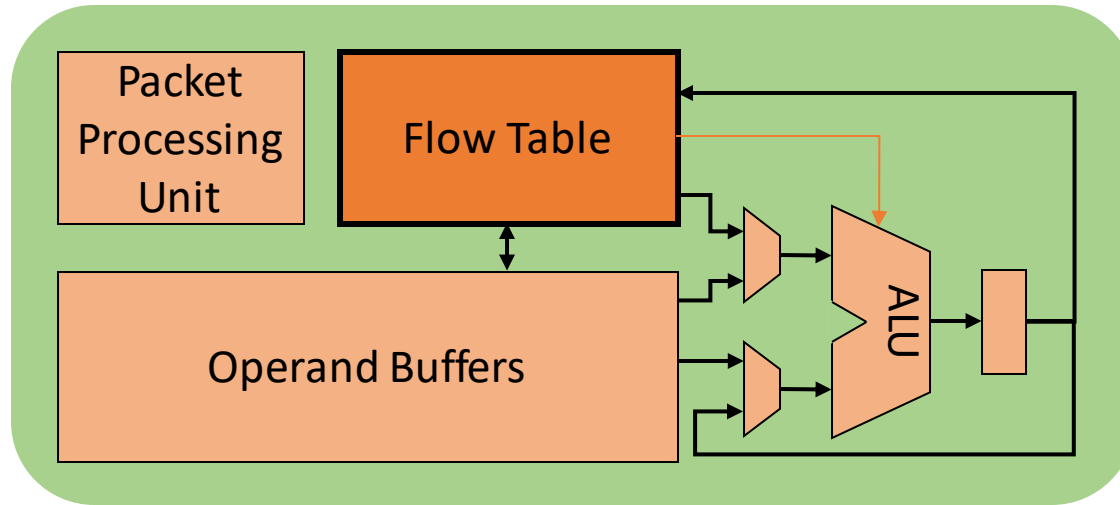 Packet
Processing
Unit
Flow Table
Operand Buffers
ALU